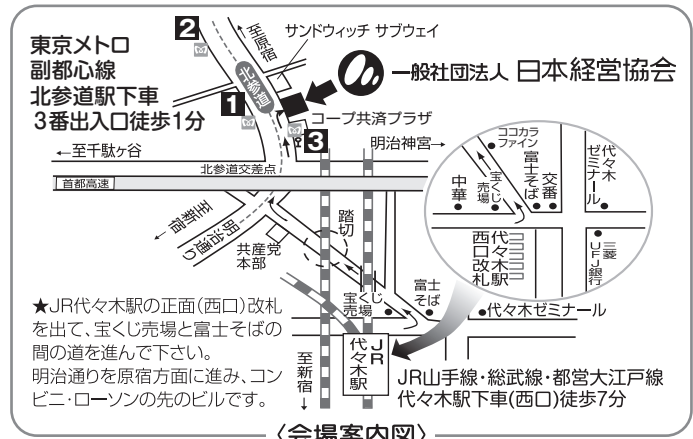 東京メトロ
副都心線
北参道駅下車
3番出入口徒歩1分
2
至原宿
サンドウィッチ サブウェイ
北参道
一般社団法人 日本経営協会
1
コープ共済プラザ
3
明治神宮→
←至千駄ヶ谷
北参道交差点
首都高速
至新宿
明治通り
共産党
本部
踏切
宝くじ
売場
富士
そば
代々木ゼミナール
JR
代々木駅
至新宿
ココカラ
ファイン
中華
宝くじ
売場
富士そば
交番
代々木
ゼミナール
代々木駅
西口改札
三菱
UFJ銀行
★JR代々木駅の正面(西口)改札
を出て、宝くじ売場と富士そばの
間の道を進んで下さい。
明治通りを原宿方面に進み、コン
ビニ・ローソンの先のビルです。
JR山手線・総武線・都営大江戸線
代々木駅下車(西口)徒歩7分
〈会場案内図〉